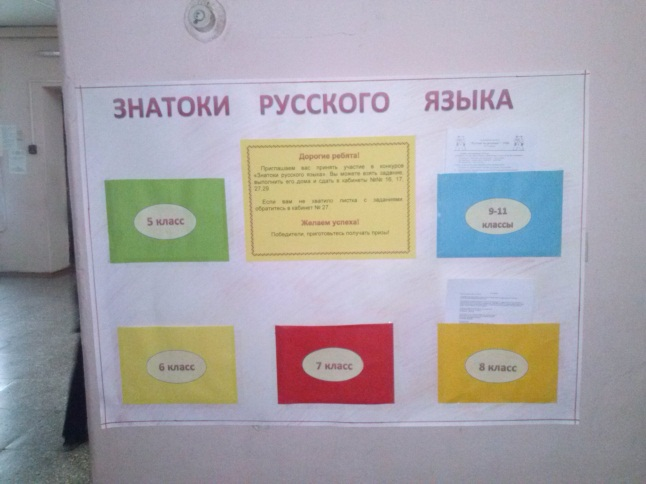 ЗНАТОКИ РУССКОГО ЯЗЫКА
Дорогие ребята!
Приглашаем вас принять участие в конкурсе
«Знатоки русского языка». Вы можете взять задание,
выполнить его дома и сдать в кабинеты №№ 16, 17,
27,29
Если вам не хватило листка с заданиями
обратитесь в кабинет № 27.
Желаем успеха!
Победители, приготовьтесь получать призы!
5 класс
9-11
классы
6 класс
7 класс
8 класс